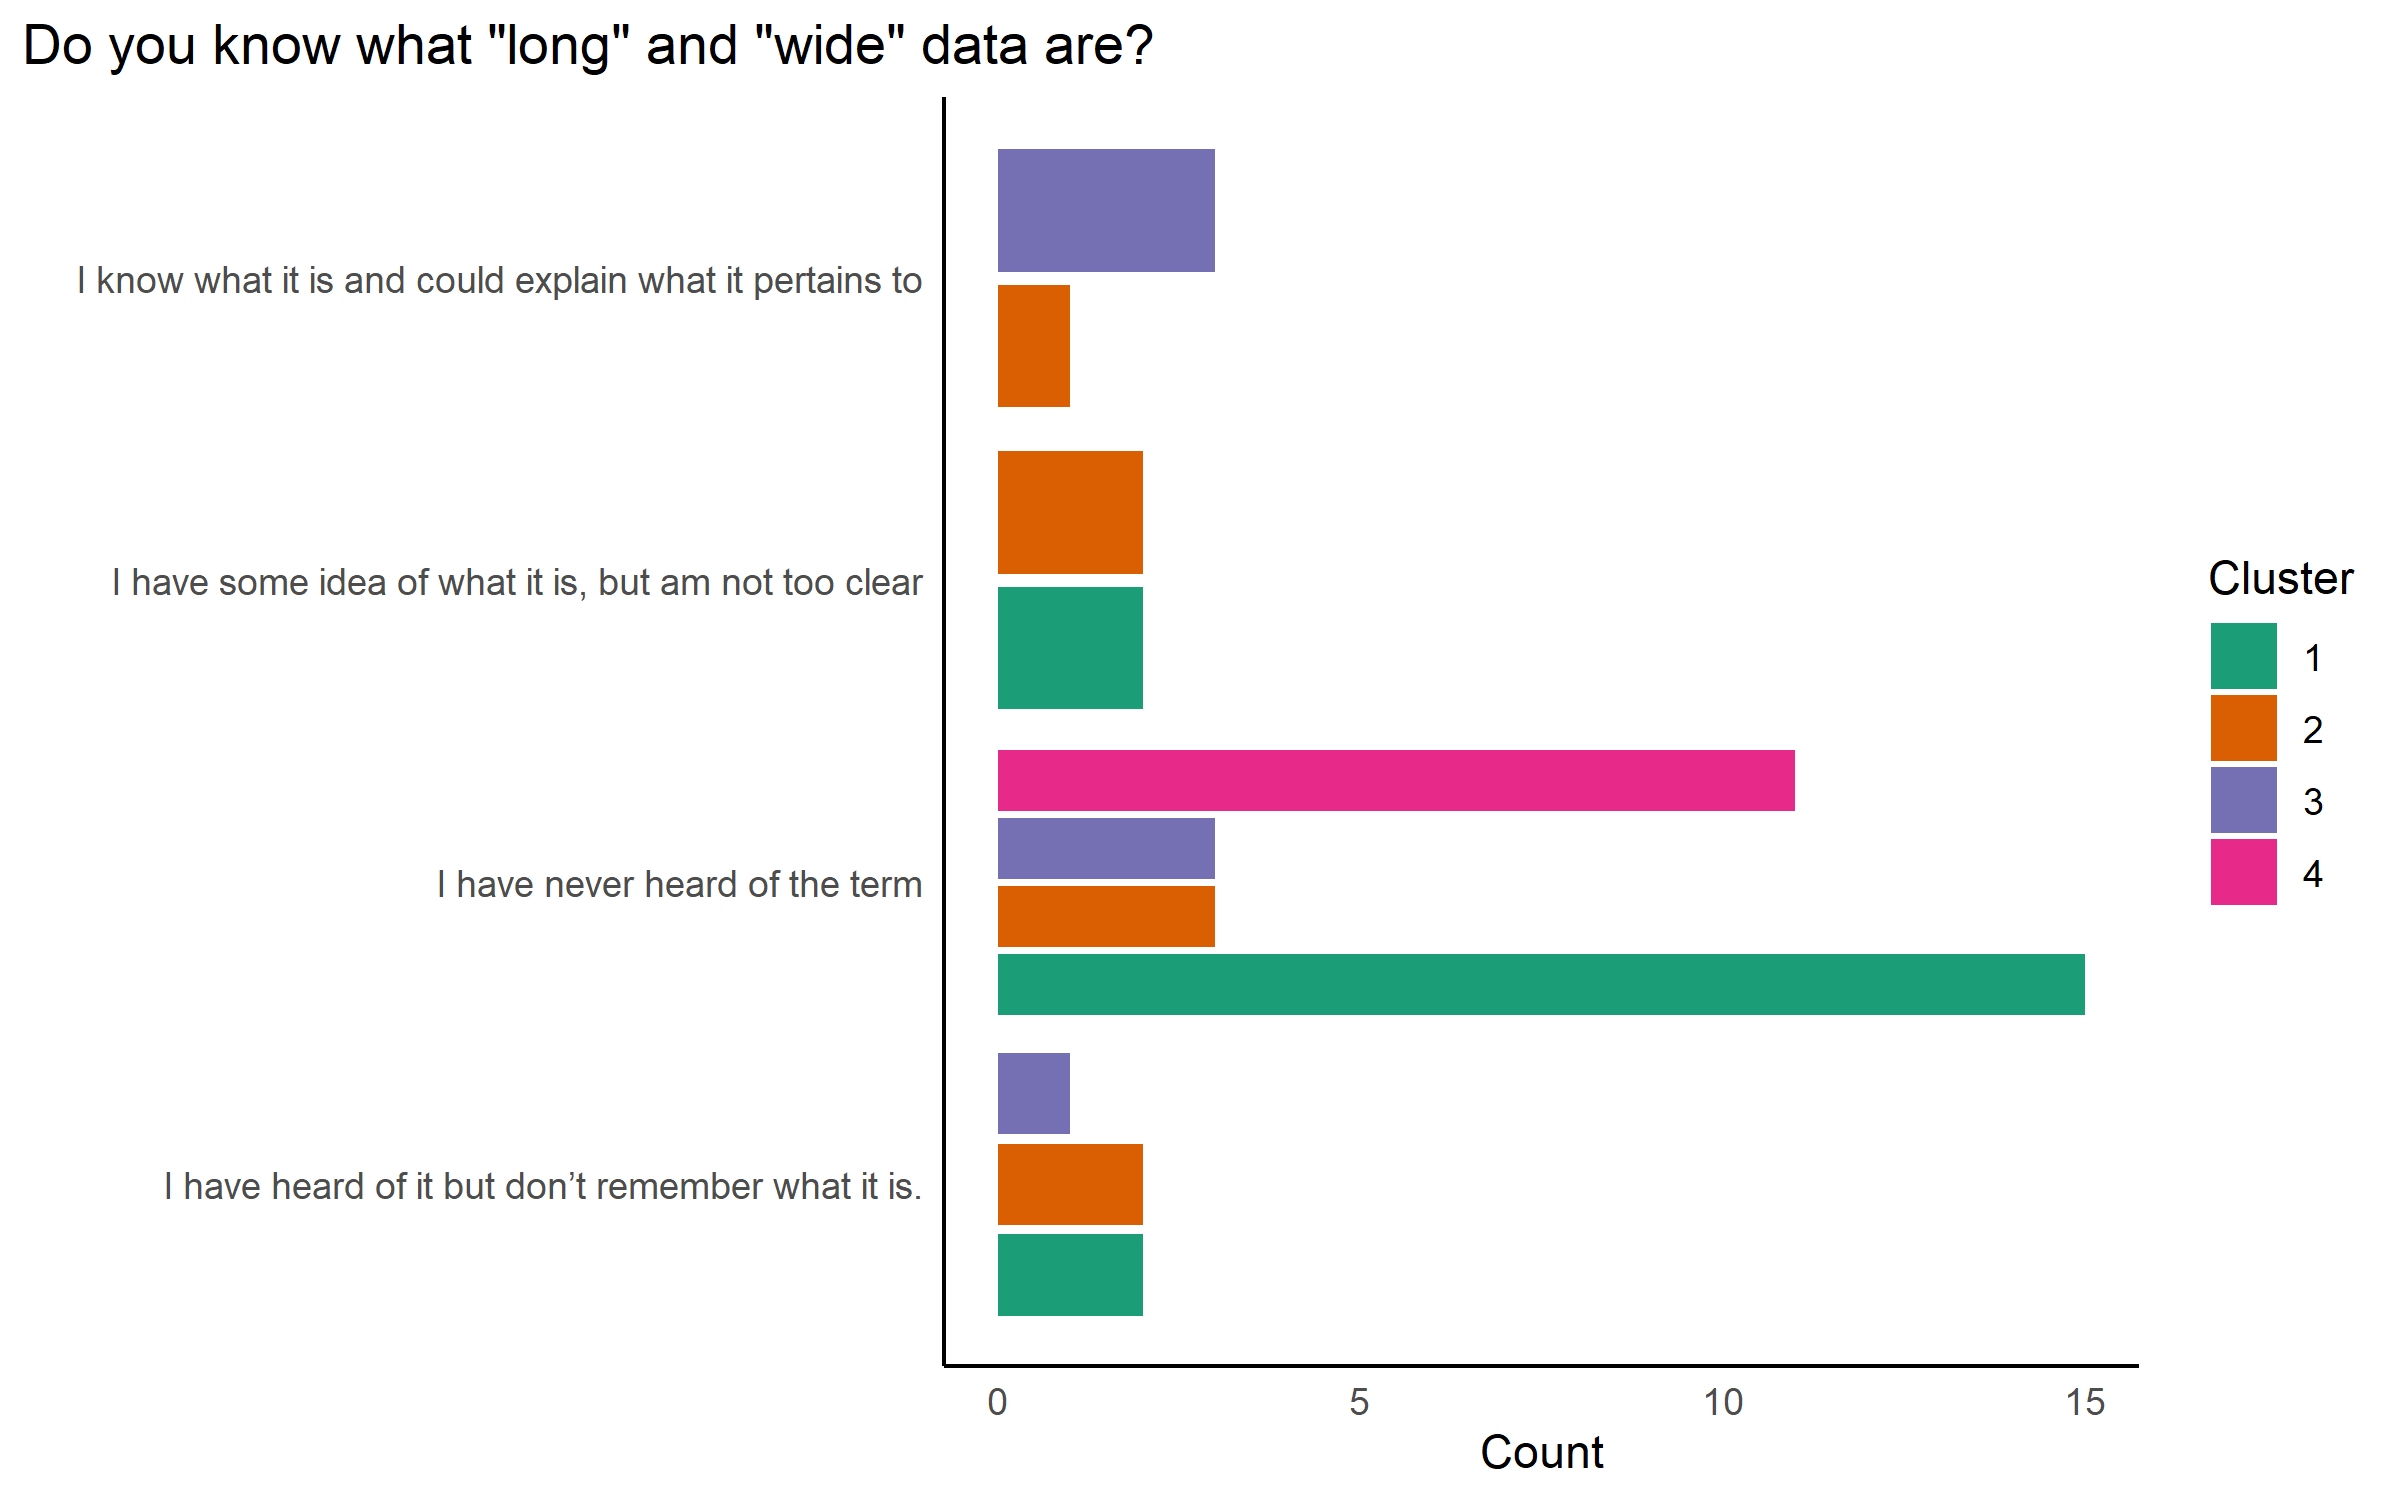 Do you know what "long" and "wide" data are?
I know what it is and could explain what it pertains to
I have some idea of what it is, but am not too clear
I have never heard of the term
I have heard of it but don’t remember what it is.
0 5 10 15
Count
Cluster
1
2
3
4